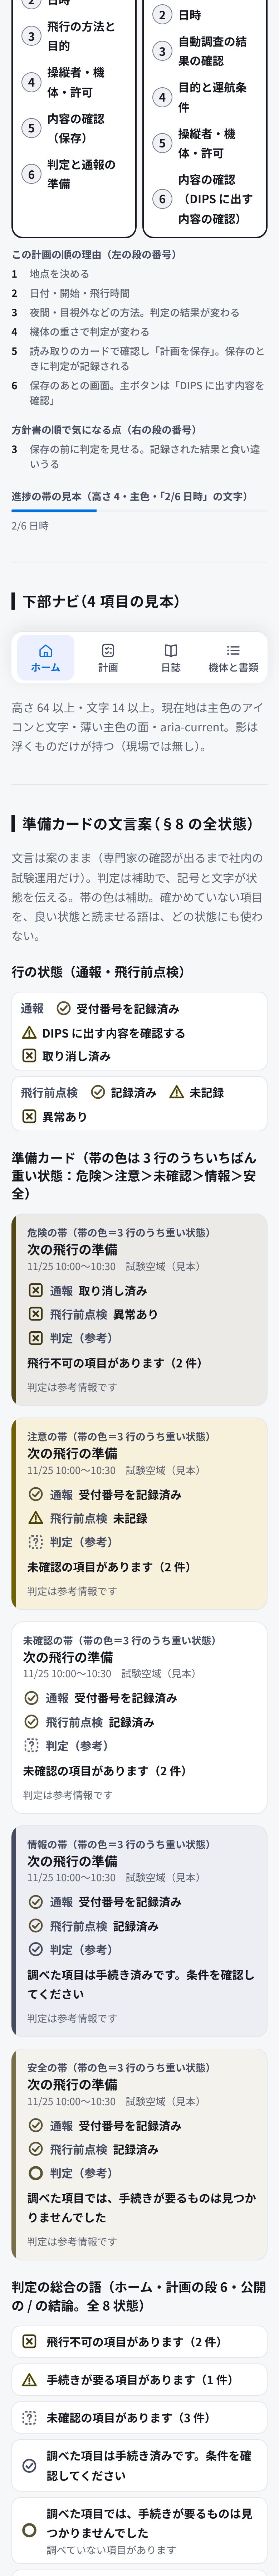 2 日時
3 飛行の方法と
目的
4 操縦者・機
体・許可
5 内容の確認
（保存）
6 判定と通報の
準備
2 日時
3 自動調査の結
果の確認
4 目的と運航条
件
5 操縦者・機
体・許可
6 内容の確認
（DIPS に出す
内容の確認）
この計画の順の理由（左の段の番号）
1 地点を決める
2 日付・開始・飛行時間
3 夜間・目視外などの方法。判定の結果が変わる
4 機体の重さで判定が変わる
5 読み取りのカードで確認し「計画を保存」。保存のと
きに判定が記録される
6 保存のあとの画面。主ボタンは「DIPS に出す内容を
確認」
方針書の順で気になる点（右の段の番号）
3 保存の前に判定を見せる。記録された結果と食い違
いうる
進捗の帯の見本（高さ 4・主色・「2/6 日時」の文字）
2/6 日時
下部ナビ（4 項目の見本）
ホーム 計画 日誌 機体と書類
高さ 64 以上・文字 14 以上。現在地は主色のアイ
コンと文字・薄い主色の面・aria-current。影は
浮くものだけが持つ（現場では無し）。
準備カードの文言案（§8 の全状態）
文言は案のまま（専門家の確認が出るまで社内の
試験運用だけ）。判定は補助で、記号と文字が状
態を伝える。帯の色は補助。確かめていない項目
を、良い状態と読ませる語は、どの状態にも使わ
ない。
行の状態（通報・飛行前点検）
通報 受付番号を記録済み
DIPS に出す内容を確認する
取り消し済み
飛行前点検 記録済み 未記録
異常あり
準備カード（帯の色は 3 行のうちいちばん
重い状態：危険＞注意＞未確認＞情報＞安
全）
危険の帯（帯の色＝3 行のうち重い状態）
次の飛行の準備
11/25 10:00〜10:30 試験空域（見本）
通報 取り消し済み
飛行前点検 異常あり
判定（参考）
飛行不可の項目があります（2 件）
判定は参考情報です
注意の帯（帯の色＝3 行のうち重い状態）
次の飛行の準備
11/25 10:00〜10:30 試験空域（見本）
通報 受付番号を記録済み
飛行前点検 未記録
判定（参考）
未確認の項目があります（2 件）
判定は参考情報です
未確認の帯（帯の色＝3 行のうち重い状態）
次の飛行の準備
11/25 10:00〜10:30 試験空域（見本）
通報 受付番号を記録済み
飛行前点検 記録済み
判定（参考）
未確認の項目があります（2 件）
判定は参考情報です
情報の帯（帯の色＝3 行のうち重い状態）
次の飛行の準備
11/25 10:00〜10:30 試験空域（見本）
通報 受付番号を記録済み
飛行前点検 記録済み
判定（参考）
調べた項目は手続き済みです。条件を確認し
てください
判定は参考情報です
安全の帯（帯の色＝3 行のうち重い状態）
次の飛行の準備
11/25 10:00〜10:30 試験空域（見本）
通報 受付番号を記録済み
飛行前点検 記録済み
判定（参考）
調べた項目では、手続きが要るものは見つか
りませんでした
判定は参考情報です
判定の総合の語（ホーム・計画の段 6・公開
の / の結論。全 8 状態）
飛行不可の項目があります（2 件）
手続きが要る項目があります（1 件）
未確認の項目があります（3 件）
調べた項目は手続き済みです。条件を確
認してください
調べた項目では、手続きが要るものは見
つかりませんでした
調べていない項目があります